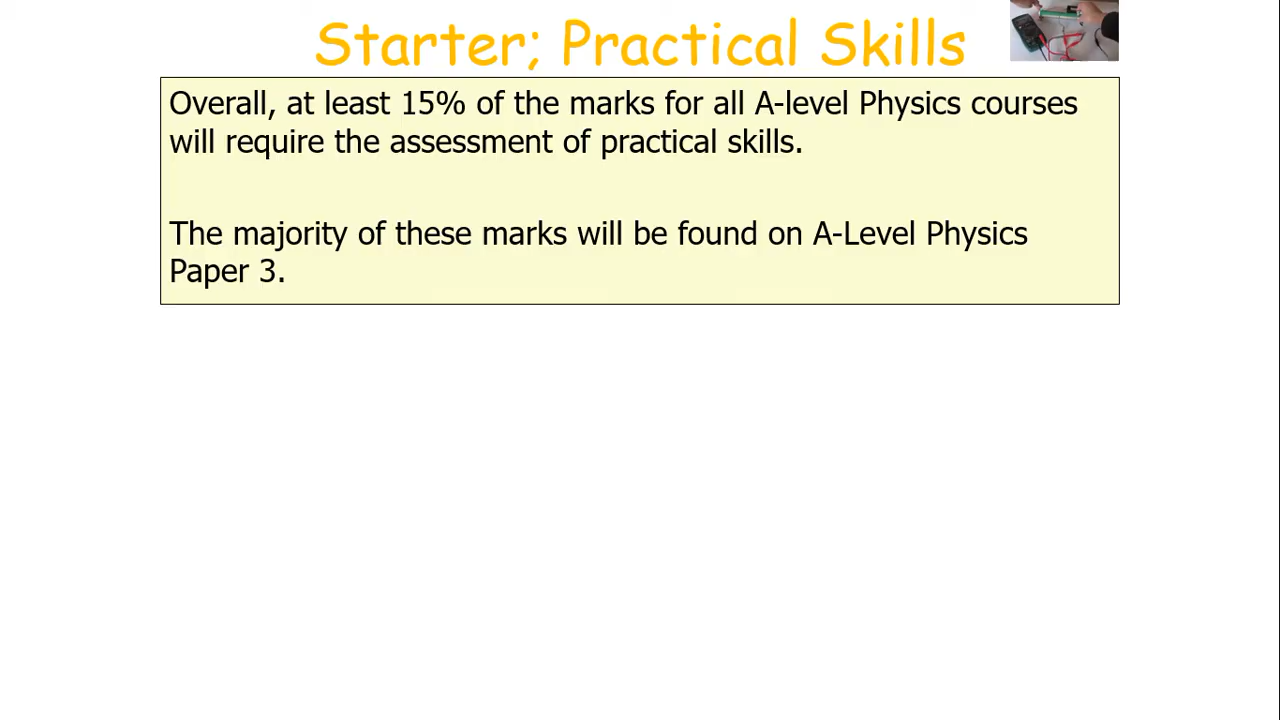 Starter; Practical Skills
Overall, at least 15% of the marks for all A-level Physics courses
will require the assessment of practical skills.
The majority of these marks will be found on A-Level Physics
Paper 3.